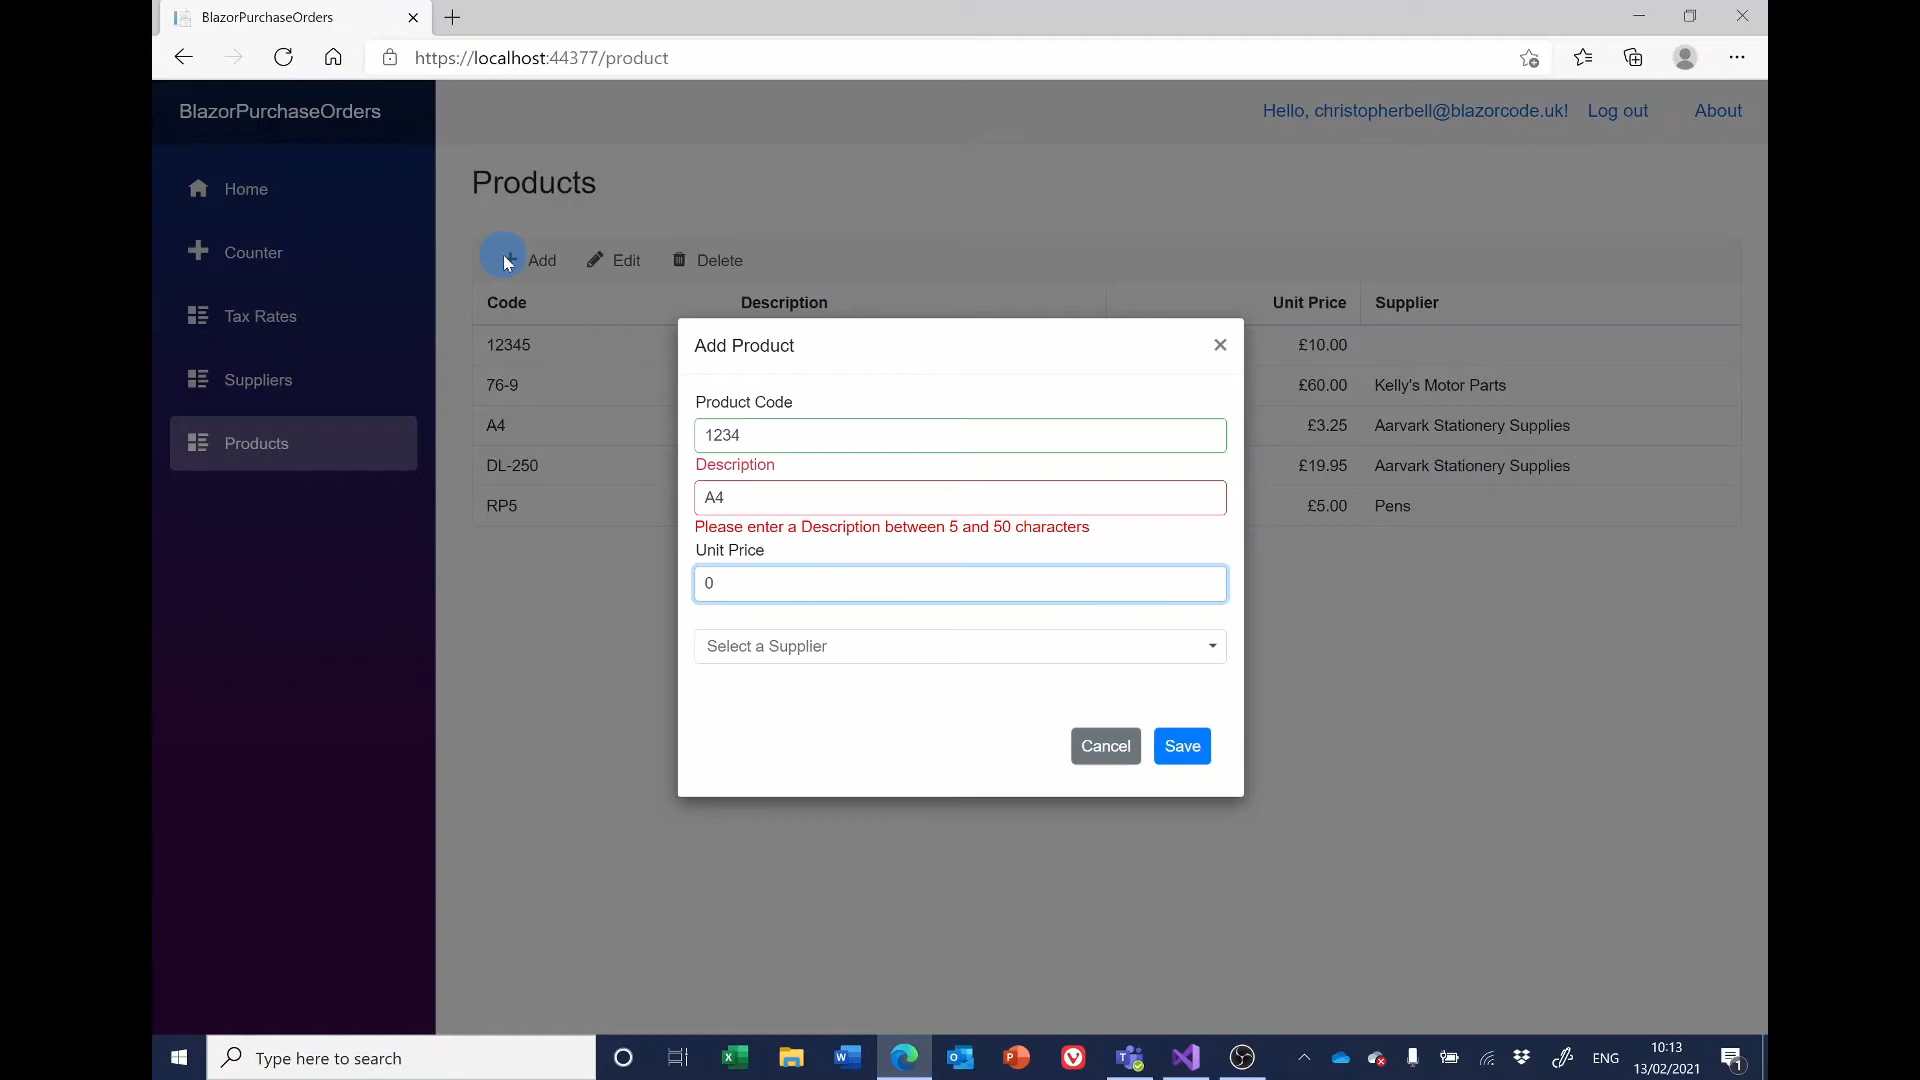 BlazorPurchaseOrders
https://localhost:44377/product
BlazorPurchaseOrders
Hello, christopherbell@blazorcode.uk! Log out About
Home
Counter
Tax Rates
Suppliers
Products
Products
Add Edit Delete
Code Description Unit Price Supplier
12345 £10.00
76-9 £60.00 Kelly's Motor Parts
A4 £3.25 Aarvark Stationery Supplies
DL-250 £19.95 Aarvark Stationery Supplies
RP5 £5.00 Pens
Add Product
Product Code
1234
Description
A4
Please enter a Description between 5 and 50 characters
Unit Price
0
Select a Supplier
Cancel Save
Type here to search
ENG
10:13
13/02/2021
1